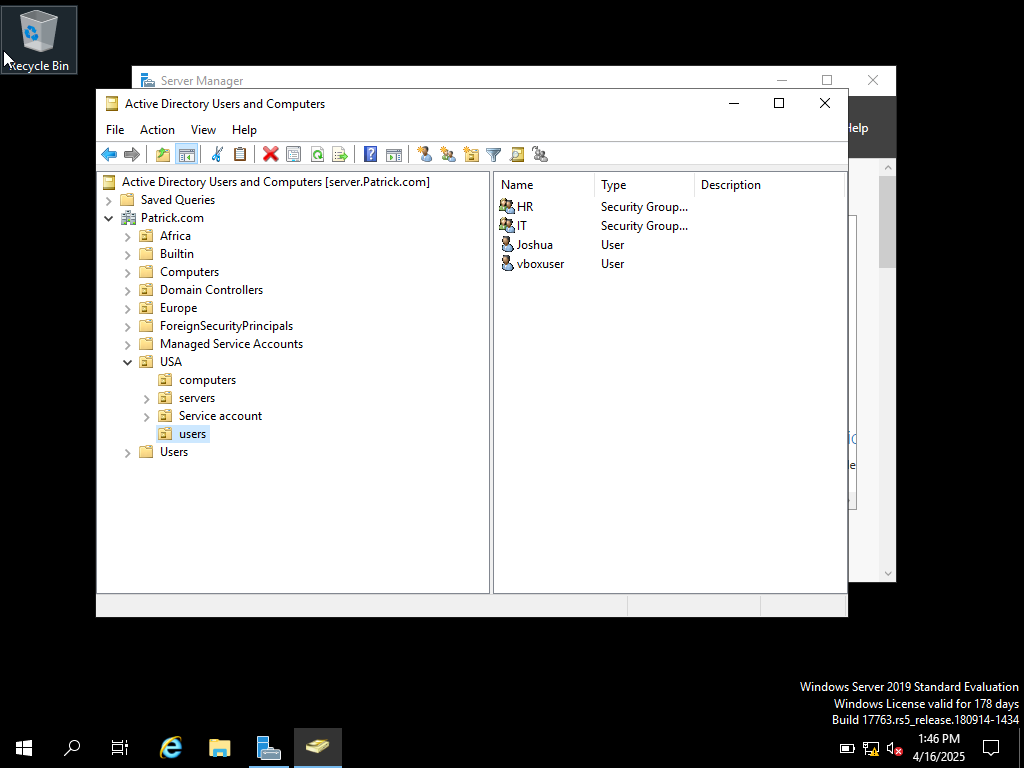 Recycle Bin
Server Manager
Active Directory Users and Computers
File Action View Help
Help
Active Directory Users and Computers [server.Patrick.com]
Saved Queries
Patrick.com
Africa
Builtin
Computers
Domain Controllers
Europe
ForeignSecurityPrincipals
Managed Service Accounts
USA
computers
servers
Service account
users
Users
Name Type Description
HR Security Group...
IT Security Group...
Joshua User
vboxuser User
Windows Server 2019 Standard Evaluation
Windows License valid for 178 days
Build 17763.rs5_release.180914-1434
1:46 PM
4/16/2025